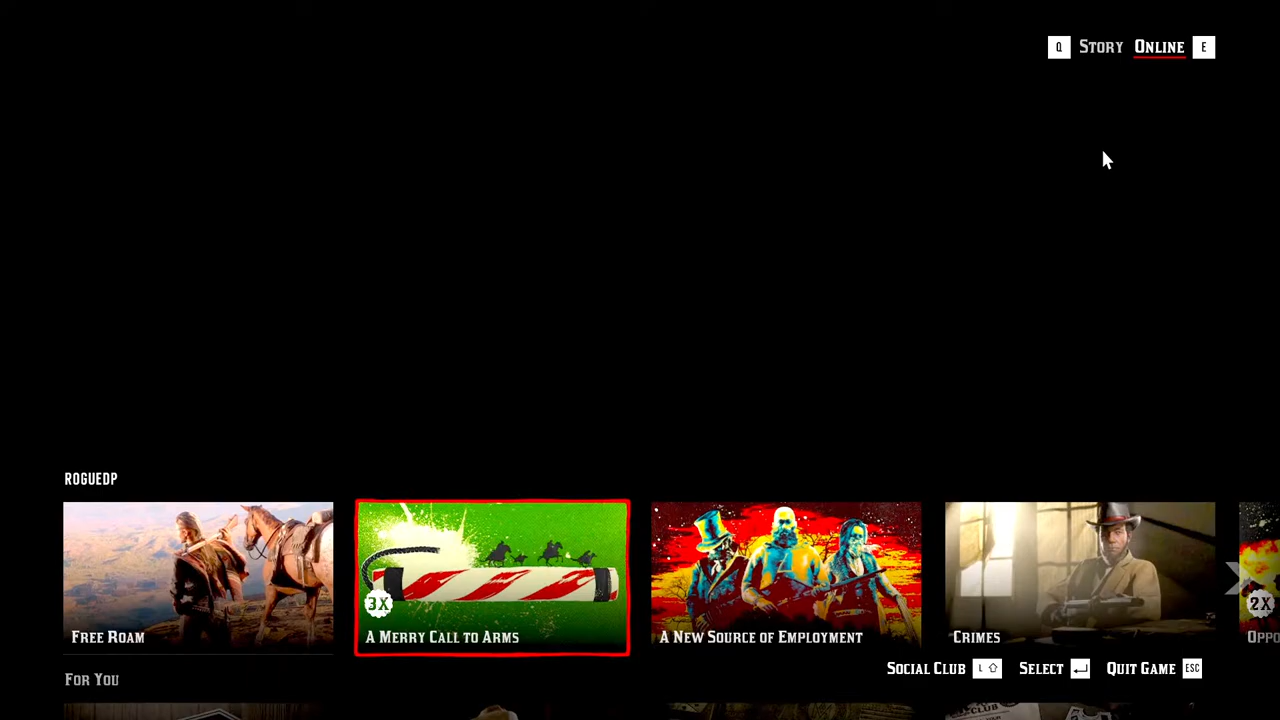 Q STORY ONLINE E
ROGUEDP
FREE ROAM
3X
A MERRY CALL TO ARMS
A NEW SOURCE OF EMPLOYMENT
CRIMES
2X
OPPO
SOCIAL CLUB L SELECT QUIT GAME ESC
FOR YOU